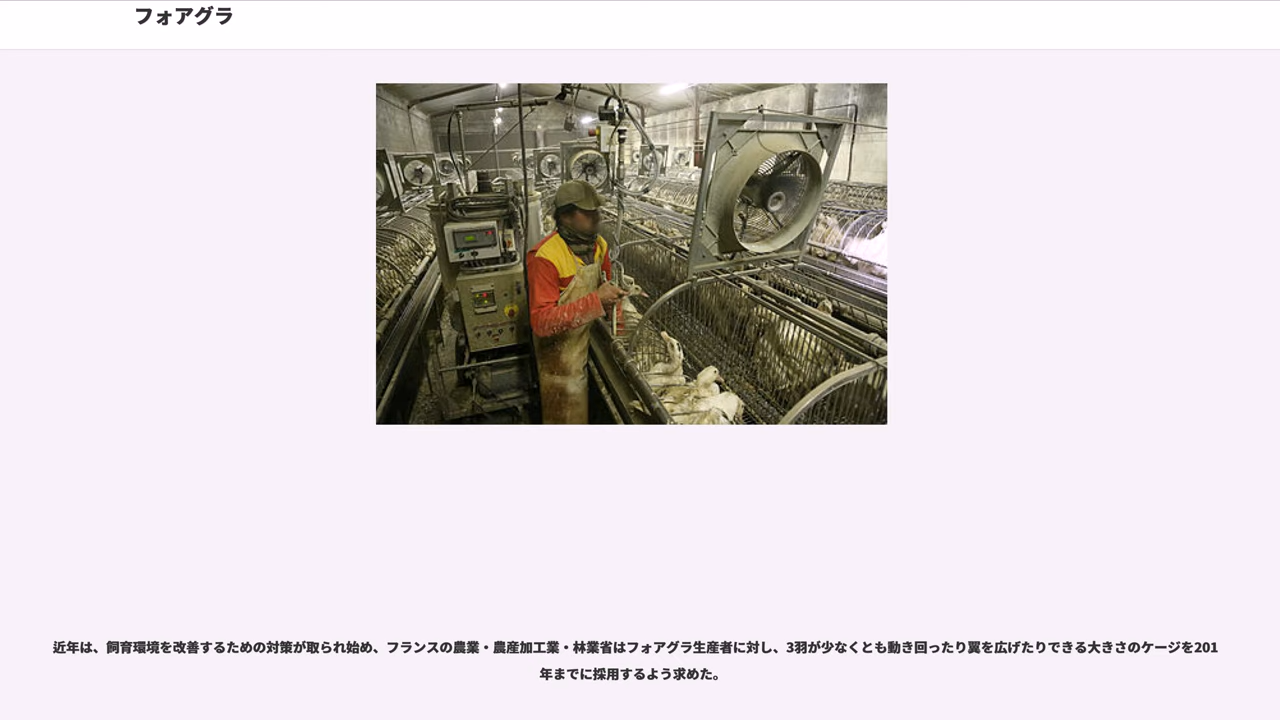 フォアグラ
近年は、飼育環境を改善するための対策が取られ始め、フランスの農業・農産加工業・林業省はフォアグラ生産者に対し、3羽が少なくとも動き回ったり翼を広げたりできる大きさのケージを201
年までに採用するよう求めた。